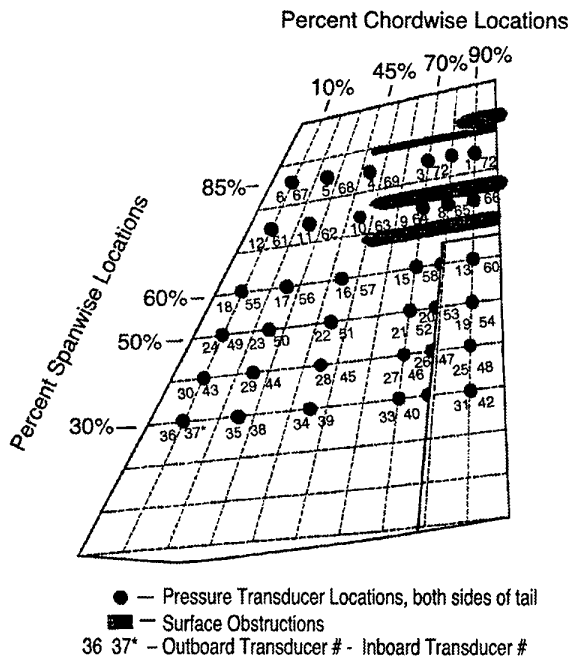 Percent Chordwise Locations
10% 45% 70% 90%
Percent Spanwise Locations
85%
60%
50%
30%
6 67 5 68 4 69 3 72 1 72
12 61 11 62 10 63 9 8 65 66
18 55 17 56 16 57 15 58 13 60
24 49 23 50 22 51 21 52 20 53 19 54
30 43 29 44 28 45 27 46 26 47 25 48
36 37* 35 38 34 39 33 40 31 42
– Pressure Transducer Locations, both sides of tail
– Surface Obstructions
36 37* – Outboard Transducer # - Inboard Transducer #